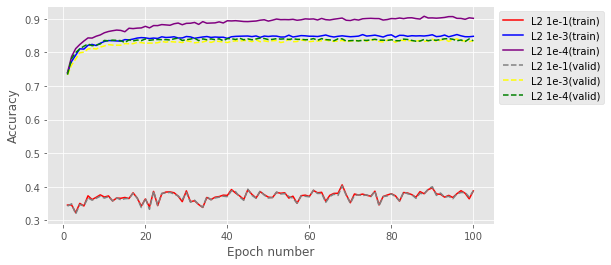 0.9
0.8
0.7
0.6
0.5
0.4
0.3
Accuracy
0 20 40 60 80 100
Epoch number
L2 1e-1(train)
L2 1e-3(train)
L2 1e-4(train)
L2 1e-1(valid)
L2 1e-3(valid)
L2 1e-4(valid)